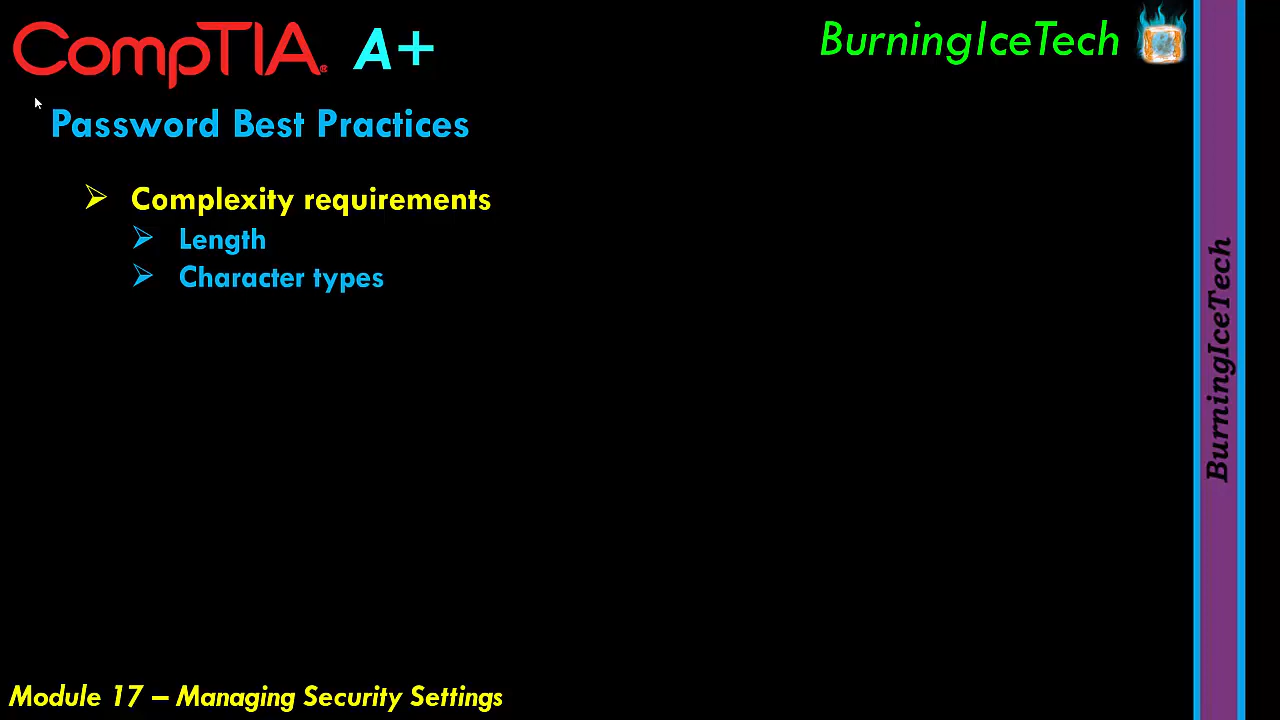 CompTIA® A+
BurningIceTech
Password Best Practices
Complexity requirements
Length
Character types
BurningIceTech
Module 17 – Managing Security Settings